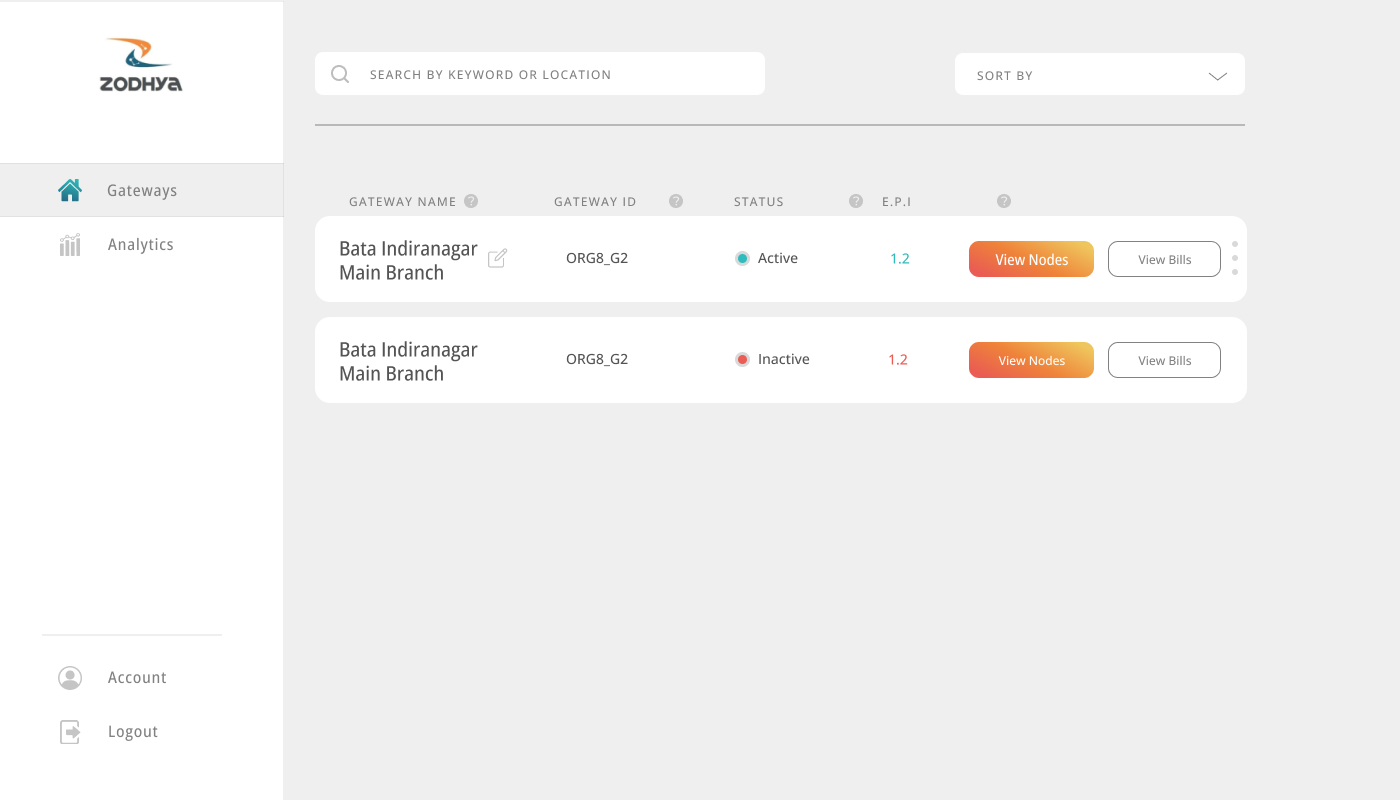 ZODHYA
SEARCH BY KEYWORD OR LOCATION
SORT BY
Gateways
Analytics
GATEWAY NAME ? GATEWAY ID ? STATUS ? E.P.I ?
Bata Indiranagar
Main Branch
ORG8_G2
Active
1.2
View Nodes
View Bills
Bata Indiranagar
Main Branch
ORG8_G2
Inactive
1.2
View Nodes
View Bills
Account
Logout